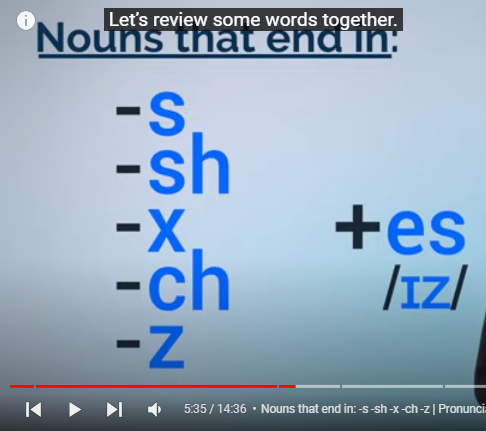 Let's review some words together.
Nouns that end in:
-s
-sh
-x
-ch
-z
+es
/ɪz/
5:35 / 14:36 • Nouns that end in: -s -sh -x -ch -z | Pronunci